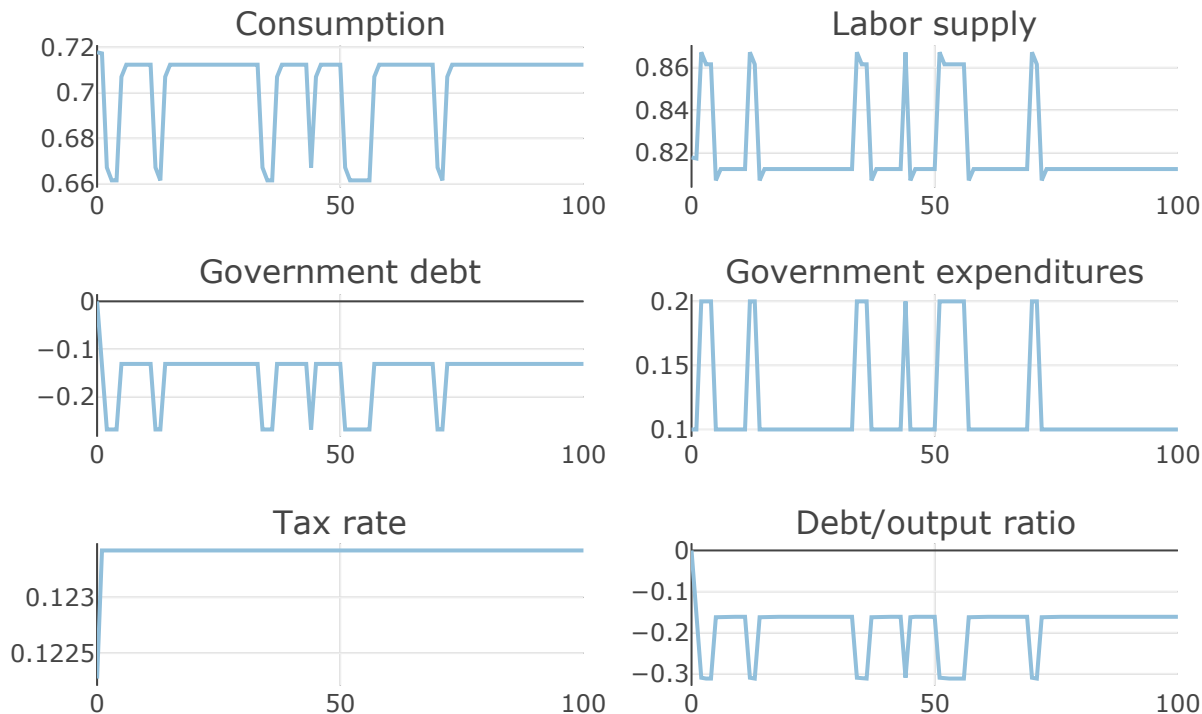 Consumption
0.72
0.7
0.68
0.66
0 50 100
Labor supply
0.86
0.84
0.82
0 50 100
Government debt
0
−0.1
−0.2
0 50 100
Government expenditures
0.2
0.15
0.1
0 50 100
Tax rate
0.123
0.1225
0 50 100
Debt/output ratio
0
−0.1
−0.2
−0.3
0 50 100